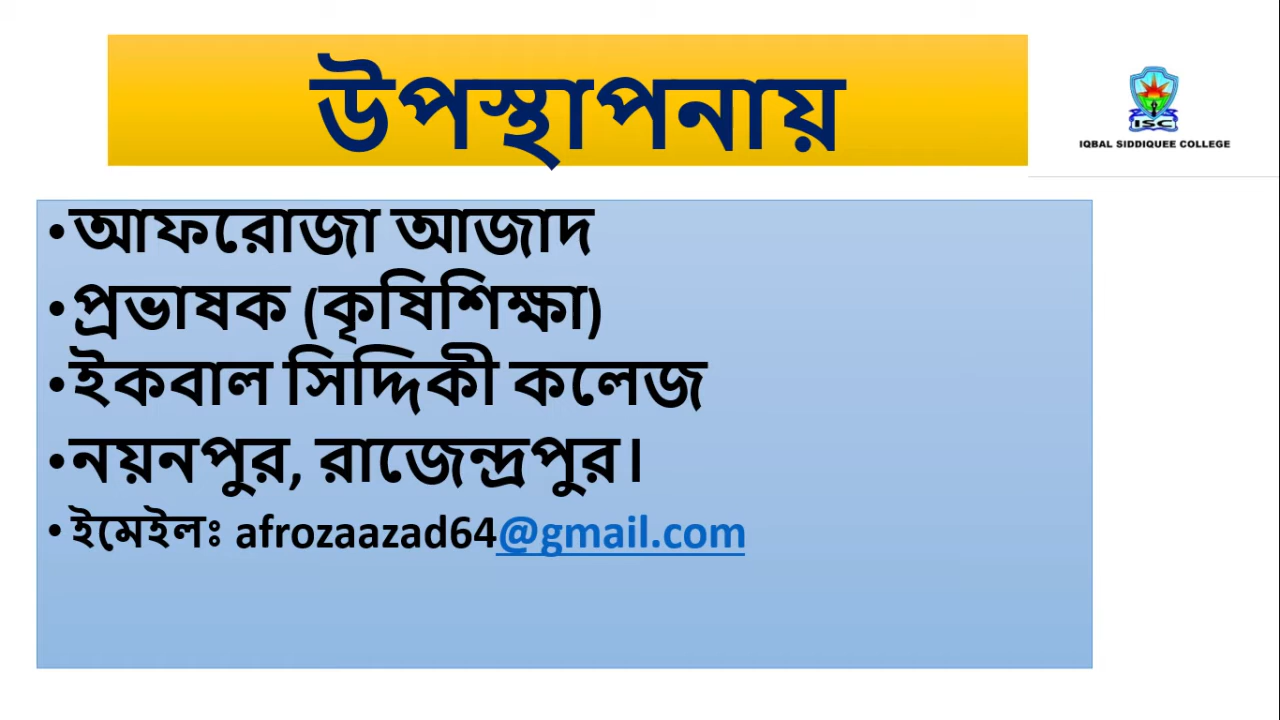 উপস্থাপনায়
ISC
IQBAL SIDDIQUEE COLLEGE
•আফরোজা আজাদ
•প্রভাষক (কৃষিশিক্ষা)
•ইকবাল সিদ্দিকী কলেজ
•নয়নপুর, রাজেন্দ্রপুর।
•ইমেইলঃ afrozaazad64@gmail.com